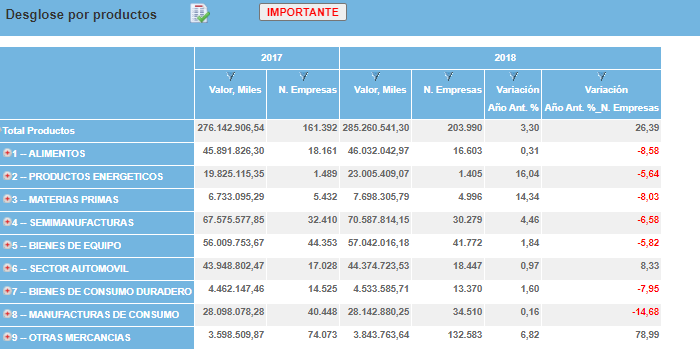 Desglose por productos IMPORTANTE
2017 2018
Valor, Miles N. Empresas Valor, Miles N. Empresas Variación Variación
Año Ant. % Año Ant. %_N. Empresas
Total Productos 276.142.906,54 161.392 285.260.541,30 203.990 3,30 26,39
1 -- ALIMENTOS 45.891.826,30 18.161 46.032.042,97 16.603 0,31 -8,58
2 -- PRODUCTOS ENERGETICOS 19.825.115,35 1.489 23.005.409,07 1.405 16,04 -5,64
3 -- MATERIAS PRIMAS 6.733.095,29 5.432 7.698.305,79 4.996 14,34 -8,03
4 -- SEMIMANUFACTURAS 67.575.577,85 32.410 70.587.814,15 30.279 4,46 -6,58
5 -- BIENES DE EQUIPO 56.009.753,67 44.353 57.042.016,18 41.772 1,84 -5,82
6 -- SECTOR AUTOMOVIL 43.948.802,47 17.028 44.374.723,53 18.447 0,97 8,33
7 -- BIENES DE CONSUMO DURADERO 4.462.147,46 14.525 4.533.585,71 13.370 1,60 -7,95
8 -- MANUFACTURAS DE CONSUMO 28.098.078,28 40.448 28.142.880,25 34.510 0,16 -14,68
9 -- OTRAS MERCANCIAS 3.598.509,87 74.073 3.843.763,64 132.583 6,82 78,99